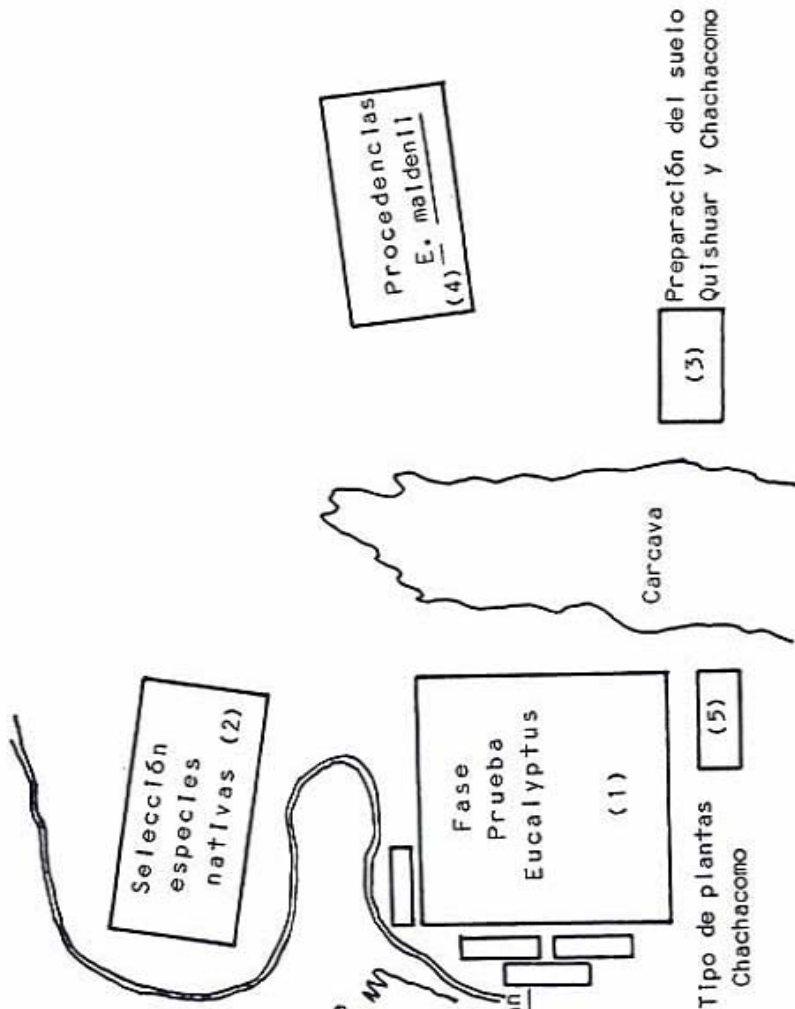 Procedencias
E. maidenii
(4)
Preparación del suelo
Quishuar y Chachacomo
(3)
Carcava
Selección
especies
nativas (2)
Fase
Prueba
Eucalyptus
(1)
(5)
Tipo de plantas
Chachacomo